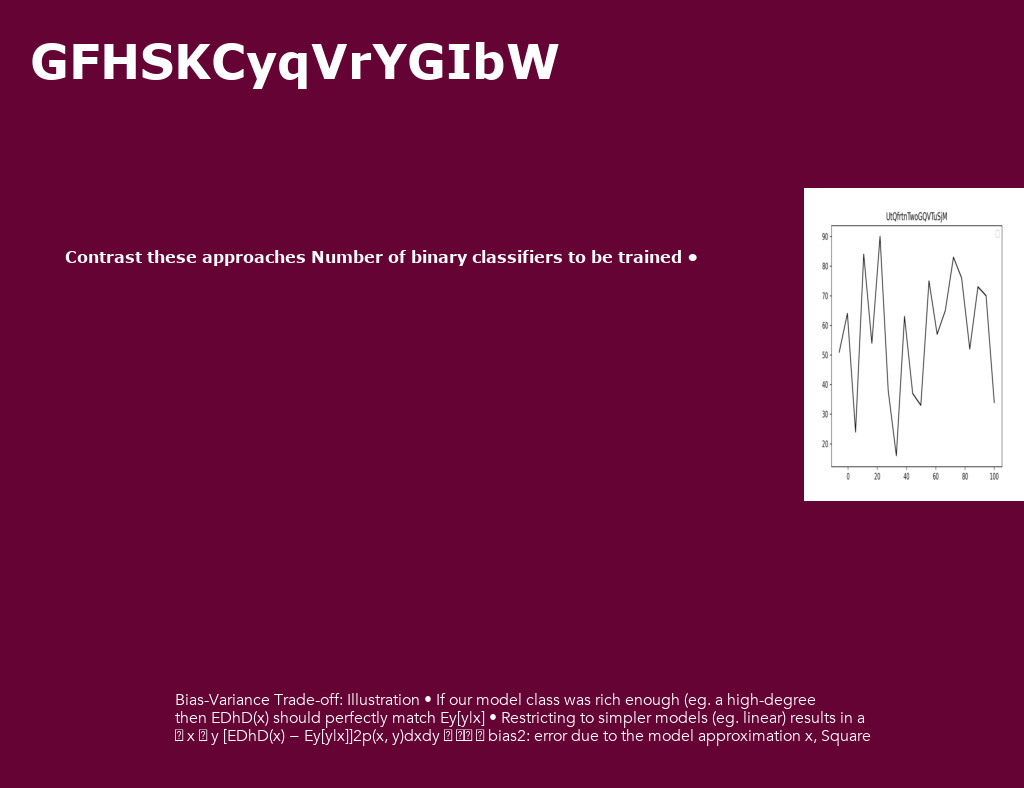 GFHSKCyqVrYGIbW
Contrast these approaches Number of binary classifiers to be trained •
UtQfrtnTwoGQVTuSjM
90
80
70
60
50
40
30
20
0 20 40 60 80 100
Bias-Variance Trade-off: Illustration • If our model class was rich enough (eg. a high-degree
then EDhD(x) should perfectly match Ey[y|x] • Restricting to simpler models (eg. linear) results in a
x y [EDhD(x) − Ey[y|x]]2p(x, y)dxdy bias2: error due to the model approximation x, Square